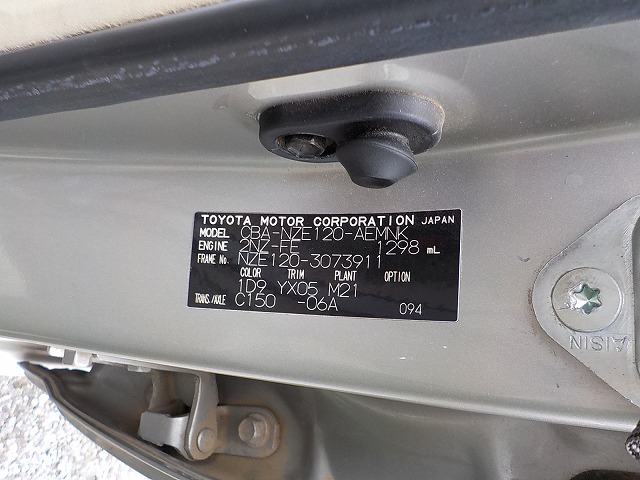 TOYOTA MOTOR CORPORATION JAPAN
MODEL CBA-NZE120-AEMNK
ENGINE 2NZ-FE 1298 mL
FRAME No. NZE120-3073911
COLOR TRIM PLANT OPTION
1D9 YX05 M21
TRANS./AXLE C150 -06A 094
AISIN